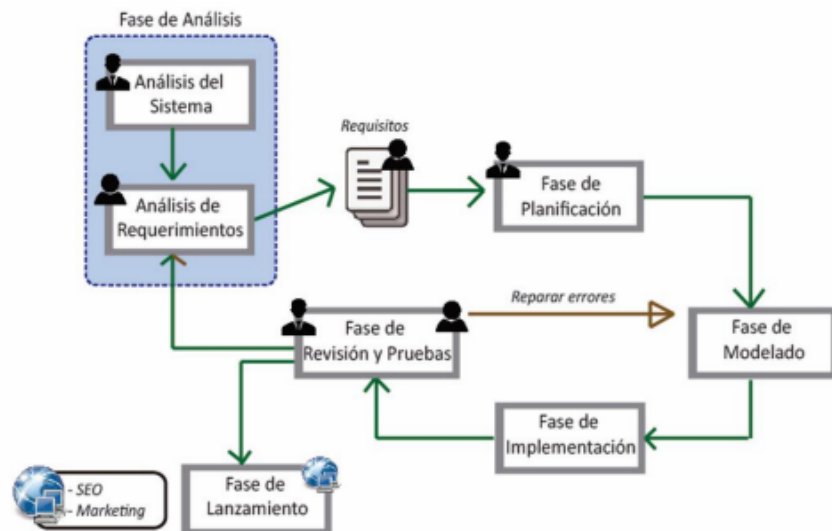 Fase de Análisis
Análisis del
Sistema
Análisis de
Requerimientos
Requisitos
Fase de
Planificación
Reparar errores
Fase de
Modelado
Fase de
Revisión y Pruebas
Fase de
Implementación
Fase de
Lanzamiento
- SEO
- Marketing